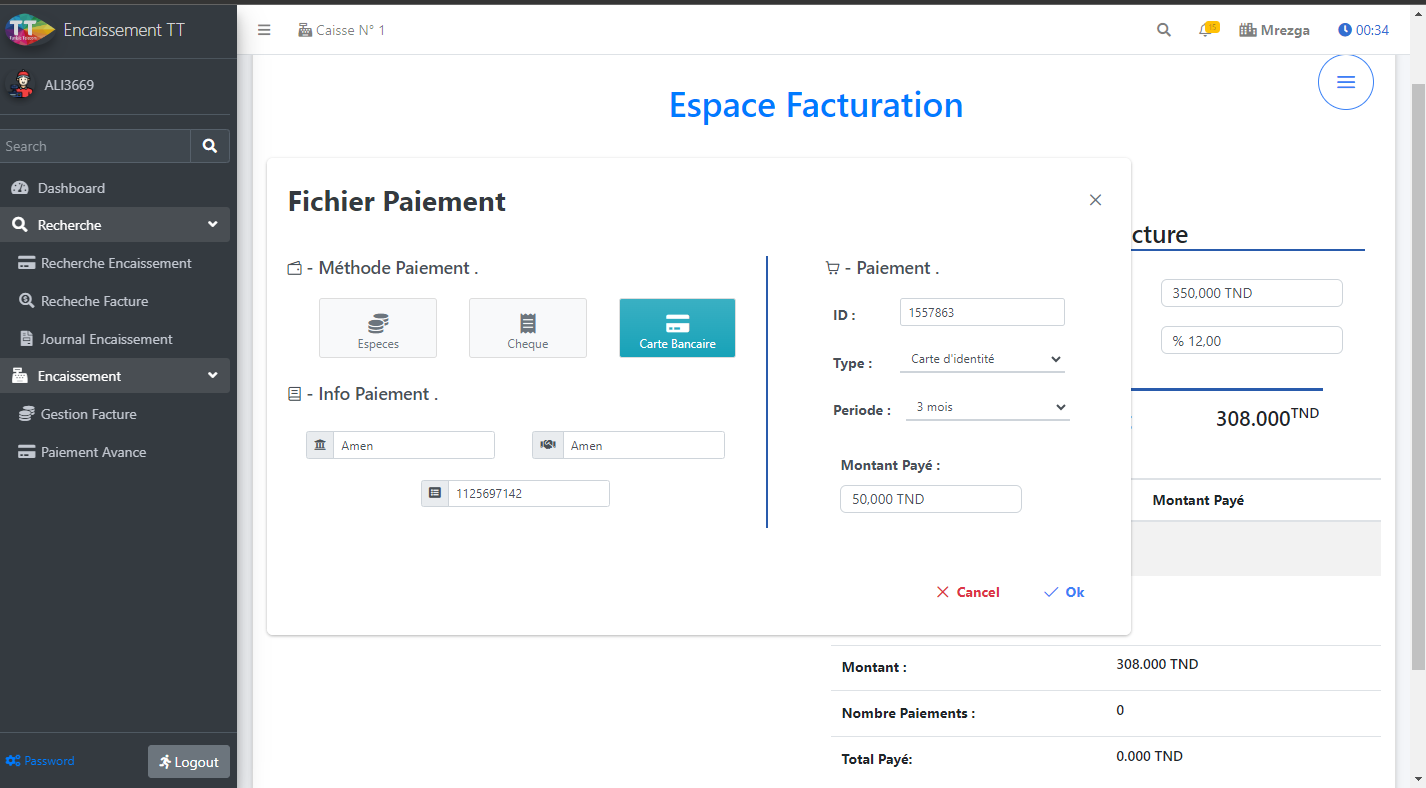 TT
Encaissement TT
ALI3669
Search
Dashboard
Recherche
Recherche Encaissement
Recheche Facture
Journal Encaissement
Encaissement
Gestion Facture
Paiement Avance
Password
Logout
Caisse N° 1
Mrezga
00:34
Espace Facturation
Fichier Paiement
- Méthode Paiement .
Especes
Cheque
Carte Bancaire
- Info Paiement .
Amen
Amen
1125697142
- Paiement .
ID :
1557863
Type :
Carte d'identité
Periode :
3 mois
Montant Payé :
50,000 TND
Cancel
Ok
cture
350,000 TND
% 12,00
308.000TND
Montant Payé
Montant :
308.000 TND
Nombre Paiements :
0
Total Payé:
0.000 TND